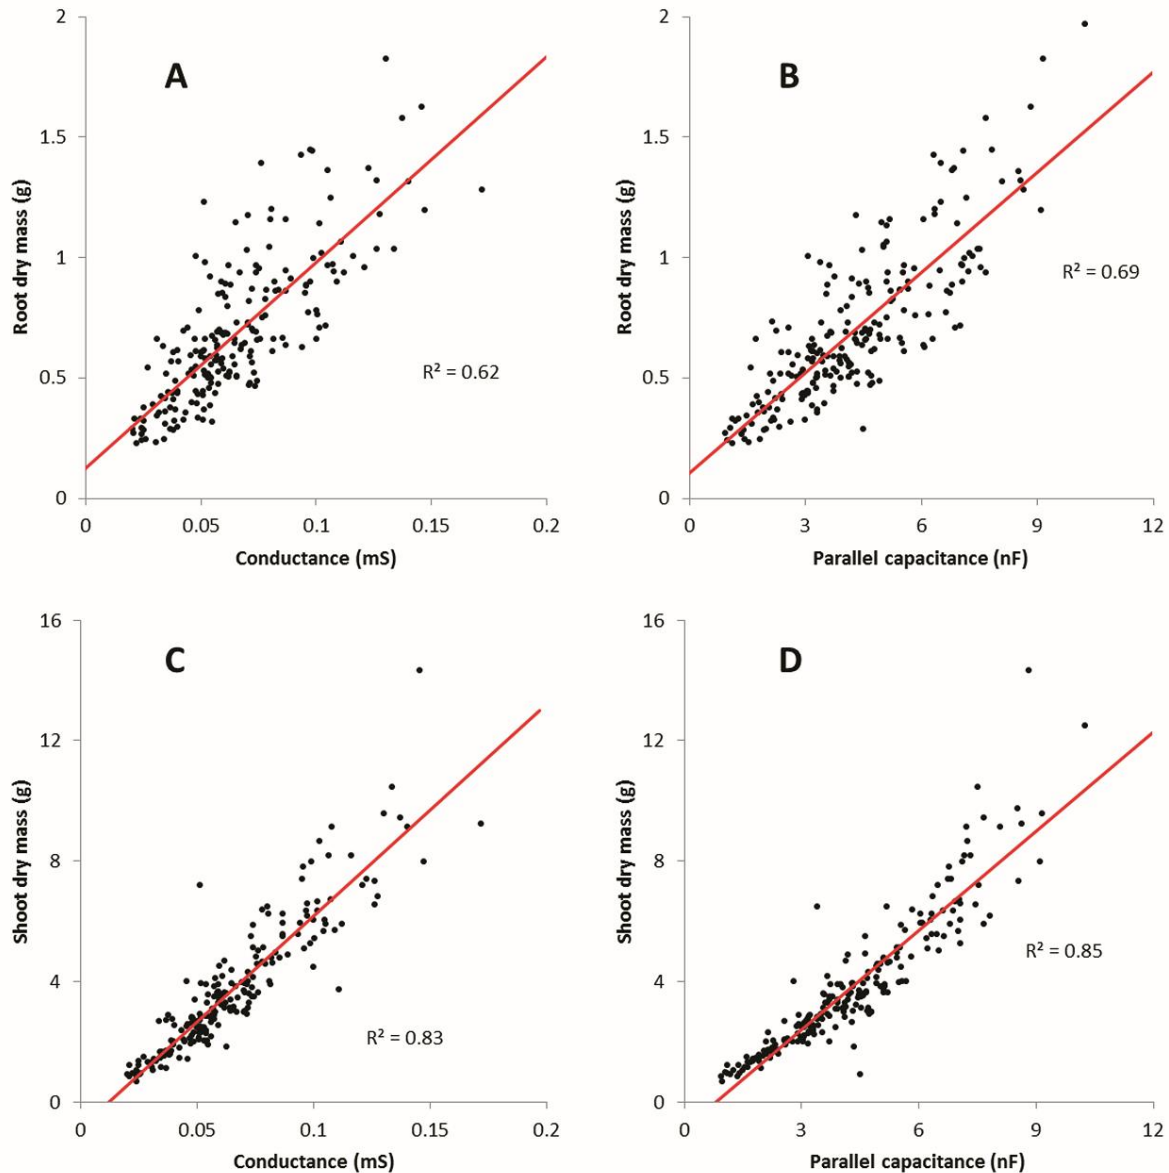 A
Root dry mass (g)
2
1.5
1
0.5
0
R² = 0.62
0
0.05
0.1
0.15
0.2
Conductance (mS)
B
Root dry mass (g)
2
1.5
1
0.5
0
R² = 0.69
0
3
6
9
12
Parallel capacitance (nF)
C
Shoot dry mass (g)
16
12
8
4
0
R² = 0.83
0
0.05
0.1
0.15
0.2
Conductance (mS)
D
Shoot dry mass (g)
16
12
8
4
0
R² = 0.85
0
3
6
9
12
Parallel capacitance (nF)